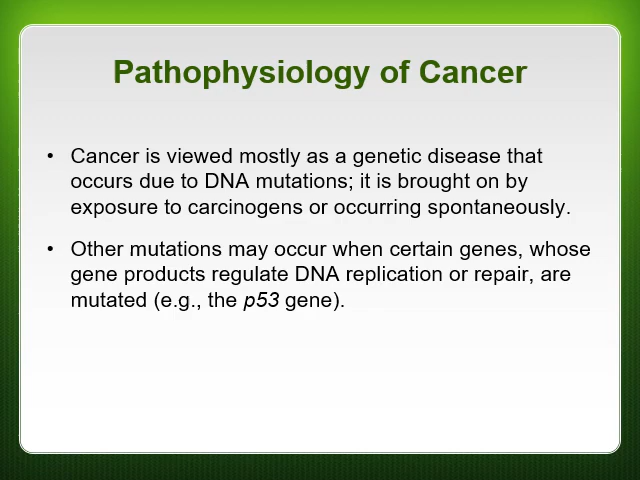 Pathophysiology of Cancer
• Cancer is viewed mostly as a genetic disease that
occurs due to DNA mutations; it is brought on by
exposure to carcinogens or occurring spontaneously.
• Other mutations may occur when certain genes, whose
gene products regulate DNA replication or repair, are
mutated (e.g., the p53 gene).